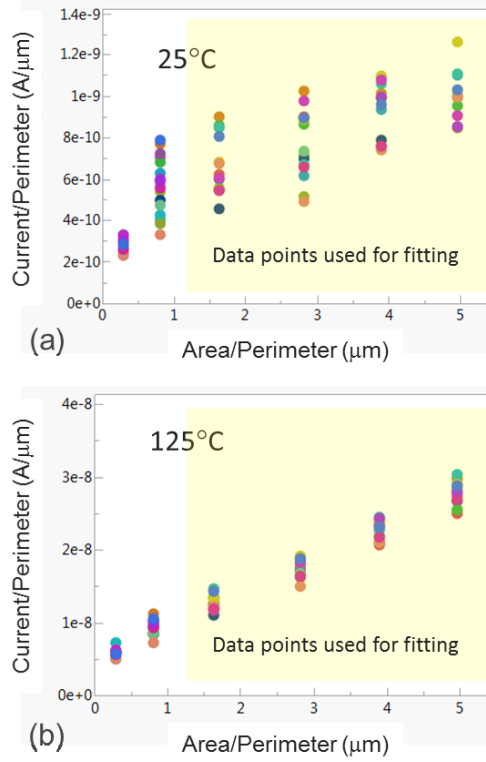 1.4e-9
1.2e-9
1e-9
8e-10
6e-10
4e-10
2e-10
0e+0
Current/Perimeter (A/μm)
25°C
Data points used for fitting
0 1 2 3 4 5
(a)
Area/Perimeter (μm)
4e-8
3e-8
2e-8
1e-8
0e+0
Current/Perimeter (A/μm)
125°C
Data points used for fitting
0 1 2 3 4 5
(b)
Area/Perimeter (μm)